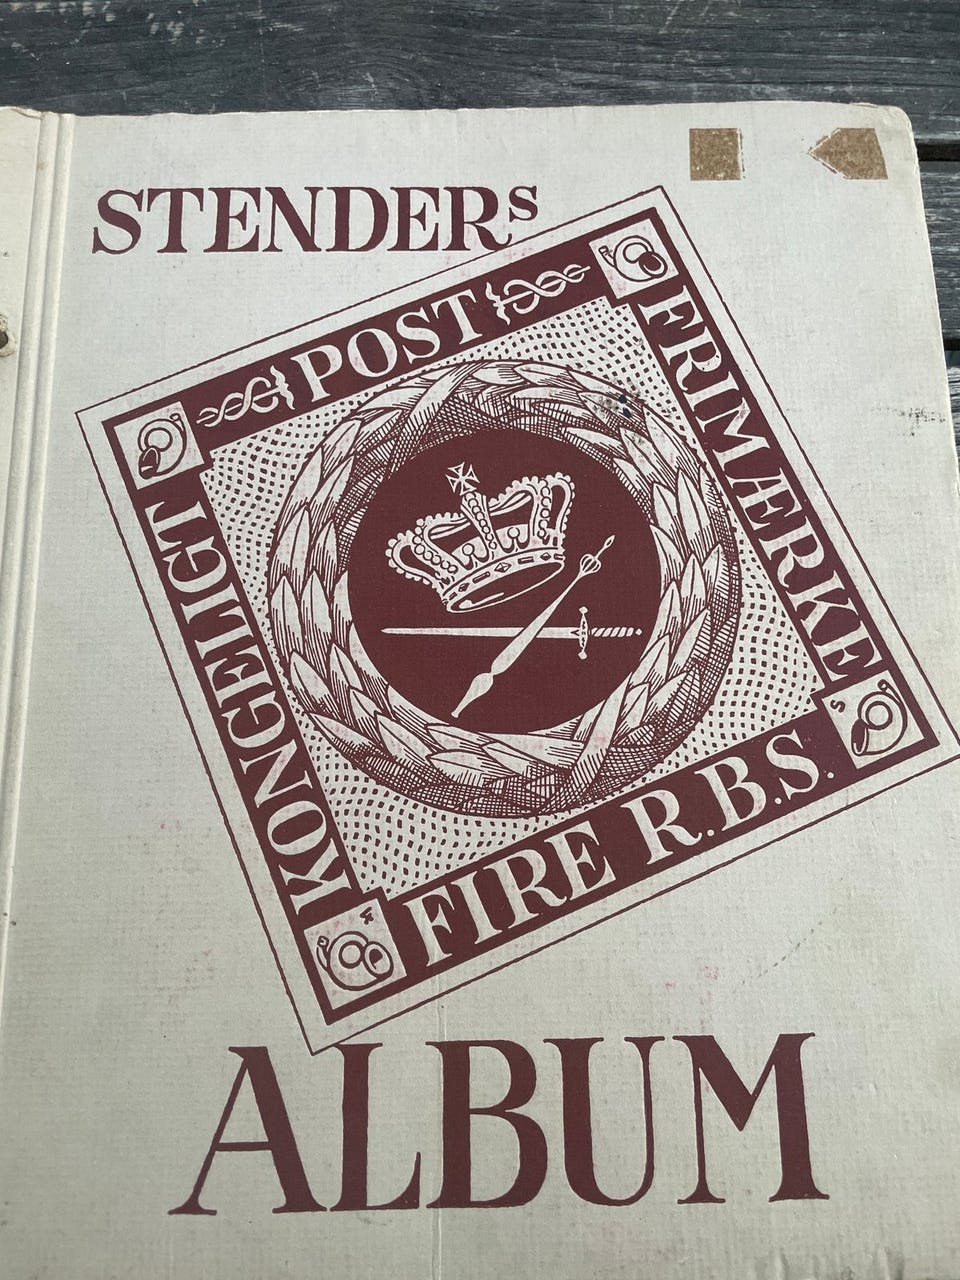 STENDERS
KONGELIGT
POST
FRIMÆRKE
FIRE R.B.S.
ALBUM